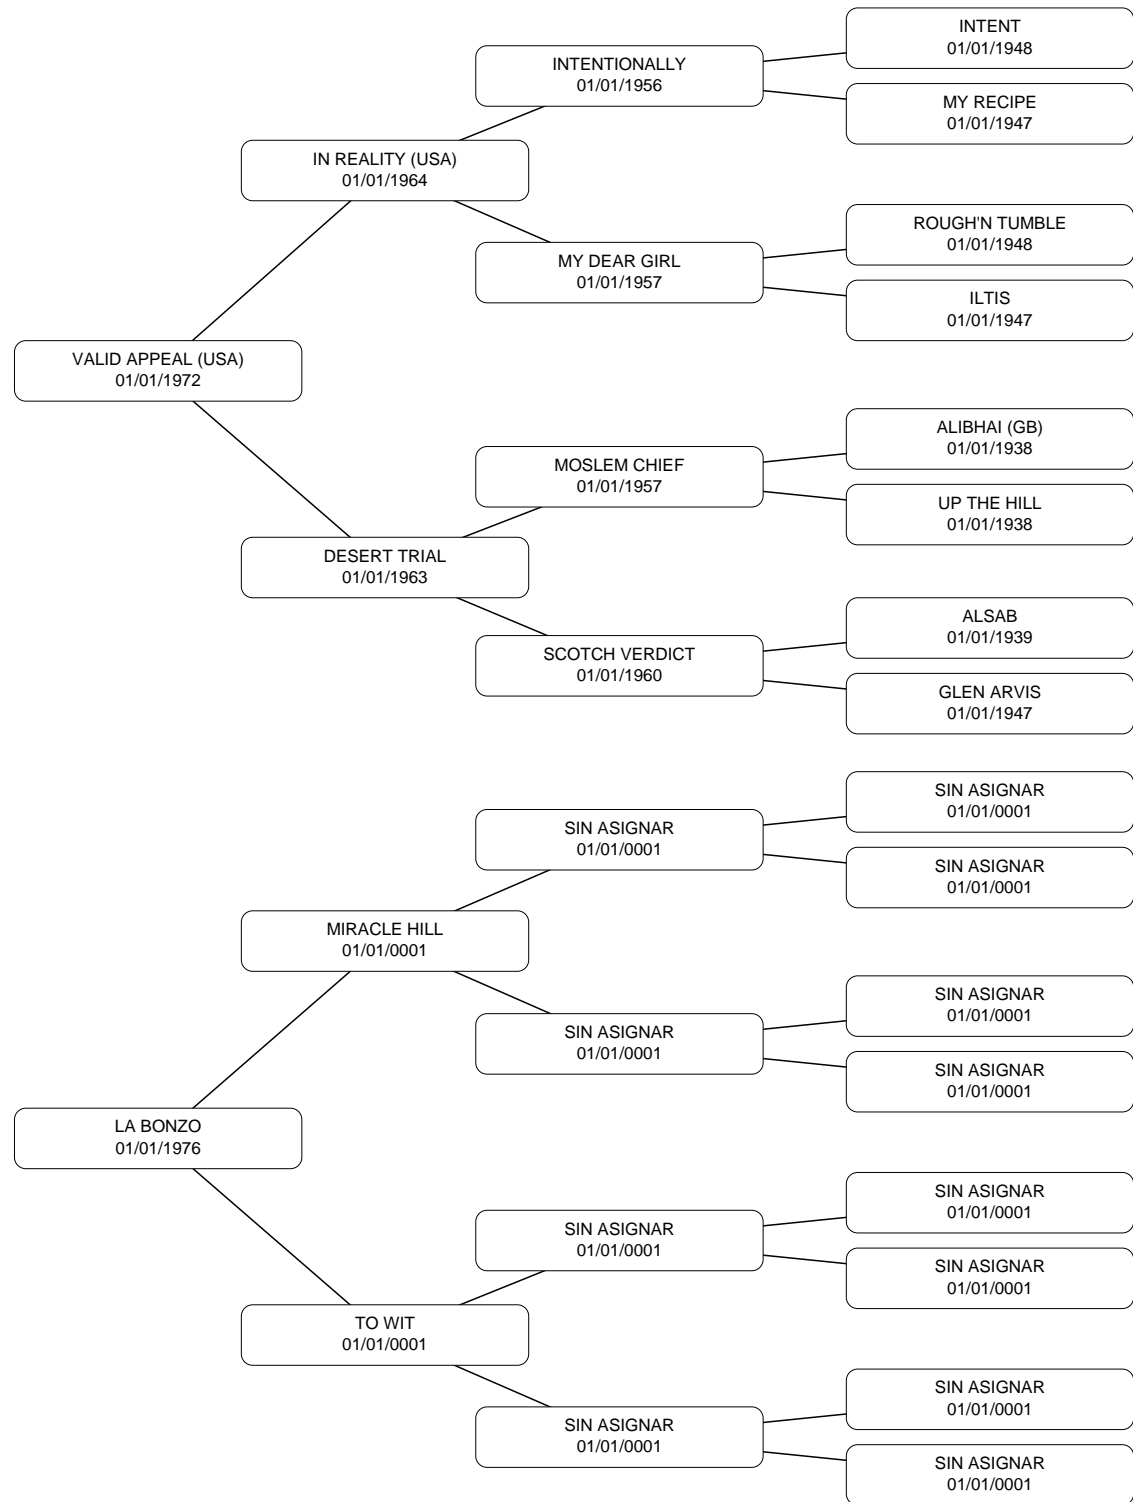 INTENT
01/01/1948
INTENTIONALLY
01/01/1956
MY RECIPE
01/01/1947
IN REALITY (USA)
01/01/1964
ROUGH'N TUMBLE
01/01/1948
MY DEAR GIRL
01/01/1957
ILTIS
01/01/1947
VALID APPEAL (USA)
01/01/1972
ALIBHAI (GB)
01/01/1938
MOSLEM CHIEF
01/01/1957
UP THE HILL
01/01/1938
DESERT TRIAL
01/01/1963
ALSAB
01/01/1939
SCOTCH VERDICT
01/01/1960
GLEN ARVIS
01/01/1947
SIN ASIGNAR
01/01/0001
SIN ASIGNAR
01/01/0001
SIN ASIGNAR
01/01/0001
MIRACLE HILL
01/01/0001
SIN ASIGNAR
01/01/0001
SIN ASIGNAR
01/01/0001
SIN ASIGNAR
01/01/0001
LA BONZO
01/01/1976
SIN ASIGNAR
01/01/0001
SIN ASIGNAR
01/01/0001
SIN ASIGNAR
01/01/0001
TO WIT
01/01/0001
SIN ASIGNAR
01/01/0001
SIN ASIGNAR
01/01/0001
SIN ASIGNAR
01/01/0001